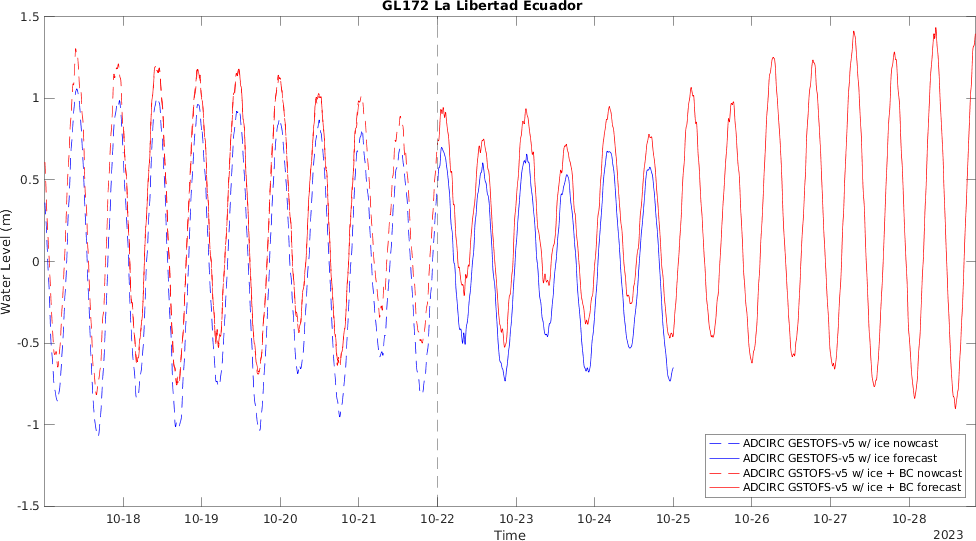 GL172 La Libertad Ecuador
1.5
1
0.5
0
-0.5
-1
-1.5
Water Level (m)
10-18 10-19 10-20 10-21 10-22 10-23 10-24 10-25 10-26 10-27 10-28
Time
2023
ADCIRC GESTOFS-v5 w/ ice nowcast
ADCIRC GESTOFS-v5 w/ ice forecast
ADCIRC GSTOFS-v5 w/ ice + BC nowcast
ADCIRC GSTOFS-v5 w/ ice + BC forecast